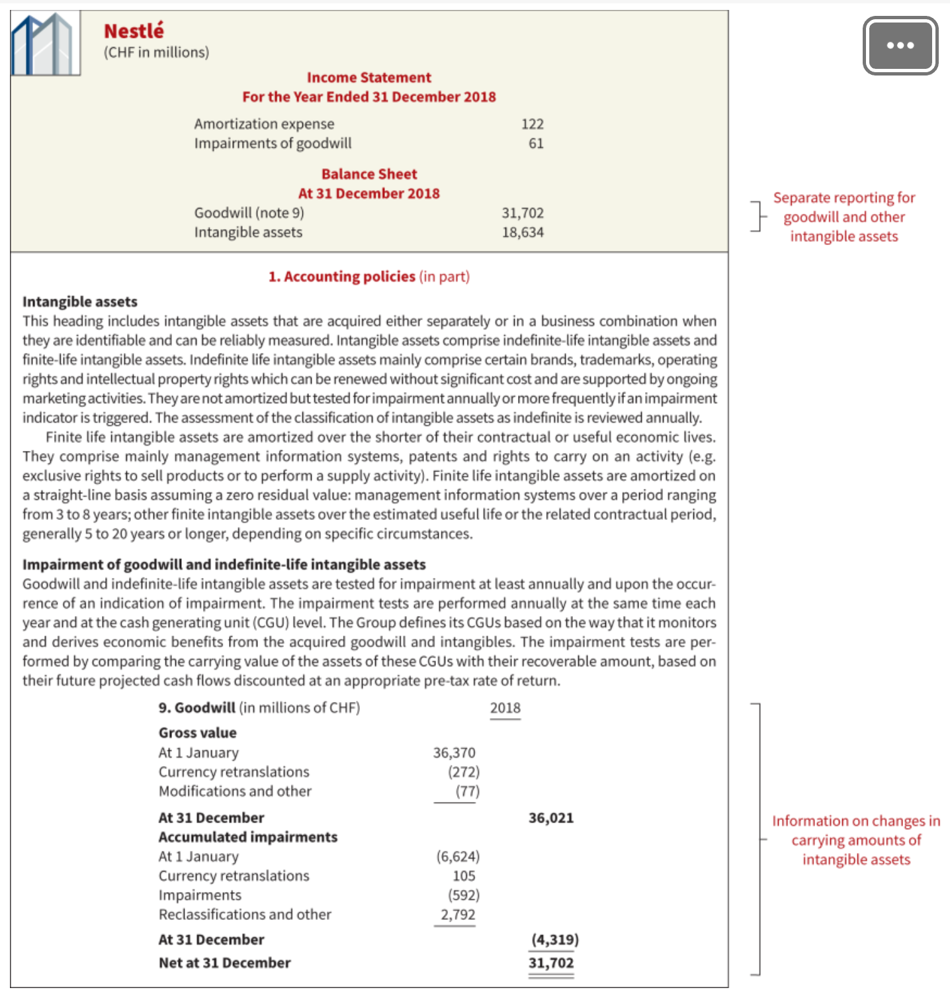 Nestlé
(CHF in millions)
Income Statement
For the Year Ended 31 December 2018
Amortization expense 122
Impairments of goodwill 61
Balance Sheet
At 31 December 2018
Goodwill (note 9) 31,702
Intangible assets 18,634
Separate reporting for
goodwill and other
intangible assets
1. Accounting policies (in part)
Intangible assets
This heading includes intangible assets that are acquired either separately or in a business combination when
they are identifiable and can be reliably measured. Intangible assets comprise indefinite-life intangible assets and
finite-life intangible assets. Indefinite life intangible assets mainly comprise certain brands, trademarks, operating
rights and intellectual property rights which can be renewed without significant cost and are supported by ongoing
marketing activities. They are not amortized but tested for impairment annually or more frequently if an impairment
indicator is triggered. The assessment of the classification of intangible assets as indefinite is reviewed annually.
Finite life intangible assets are amortized over the shorter of their contractual or useful economic lives.
They comprise mainly management information systems, patents and rights to carry on an activity (e.g.
exclusive rights to sell products or to perform a supply activity). Finite life intangible assets are amortized on
a straight-line basis assuming a zero residual value: management information systems over a period ranging
from 3 to 8 years; other finite intangible assets over the estimated useful life or the related contractual period,
generally 5 to 20 years or longer, depending on specific circumstances.
Impairment of goodwill and indefinite-life intangible assets
Goodwill and indefinite-life intangible assets are tested for impairment at least annually and upon the occur-
rence of an indication of impairment. The impairment tests are performed annually at the same time each
year and at the cash generating unit (CGU) level. The Group defines its CGUs based on the way that it monitors
and derives economic benefits from the acquired goodwill and intangibles. The impairment tests are per-
formed by comparing the carrying value of the assets of these CGUs with their recoverable amount, based on
their future projected cash flows discounted at an appropriate pre-tax rate of return.
9. Goodwill (in millions of CHF) 2018
Gross value
At 1 January 36,370
Currency retranslations (272)
Modifications and other (77)
At 31 December 36,021
Accumulated impairments
At 1 January (6,624)
Currency retranslations 105
Impairments (592)
Reclassifications and other 2,792
At 31 December (4,319)
Net at 31 December 31,702
Information on changes in
carrying amounts of
intangible assets